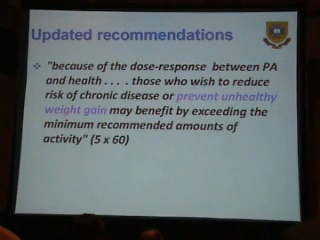 Updated recommendations
"because of the dose-response between PA
and health . . . . those who wish to reduce
risk of chronic disease or prevent unhealthy
weight gain may benefit by exceeding the
minimum recommended amounts of
activity" (5 x 60)